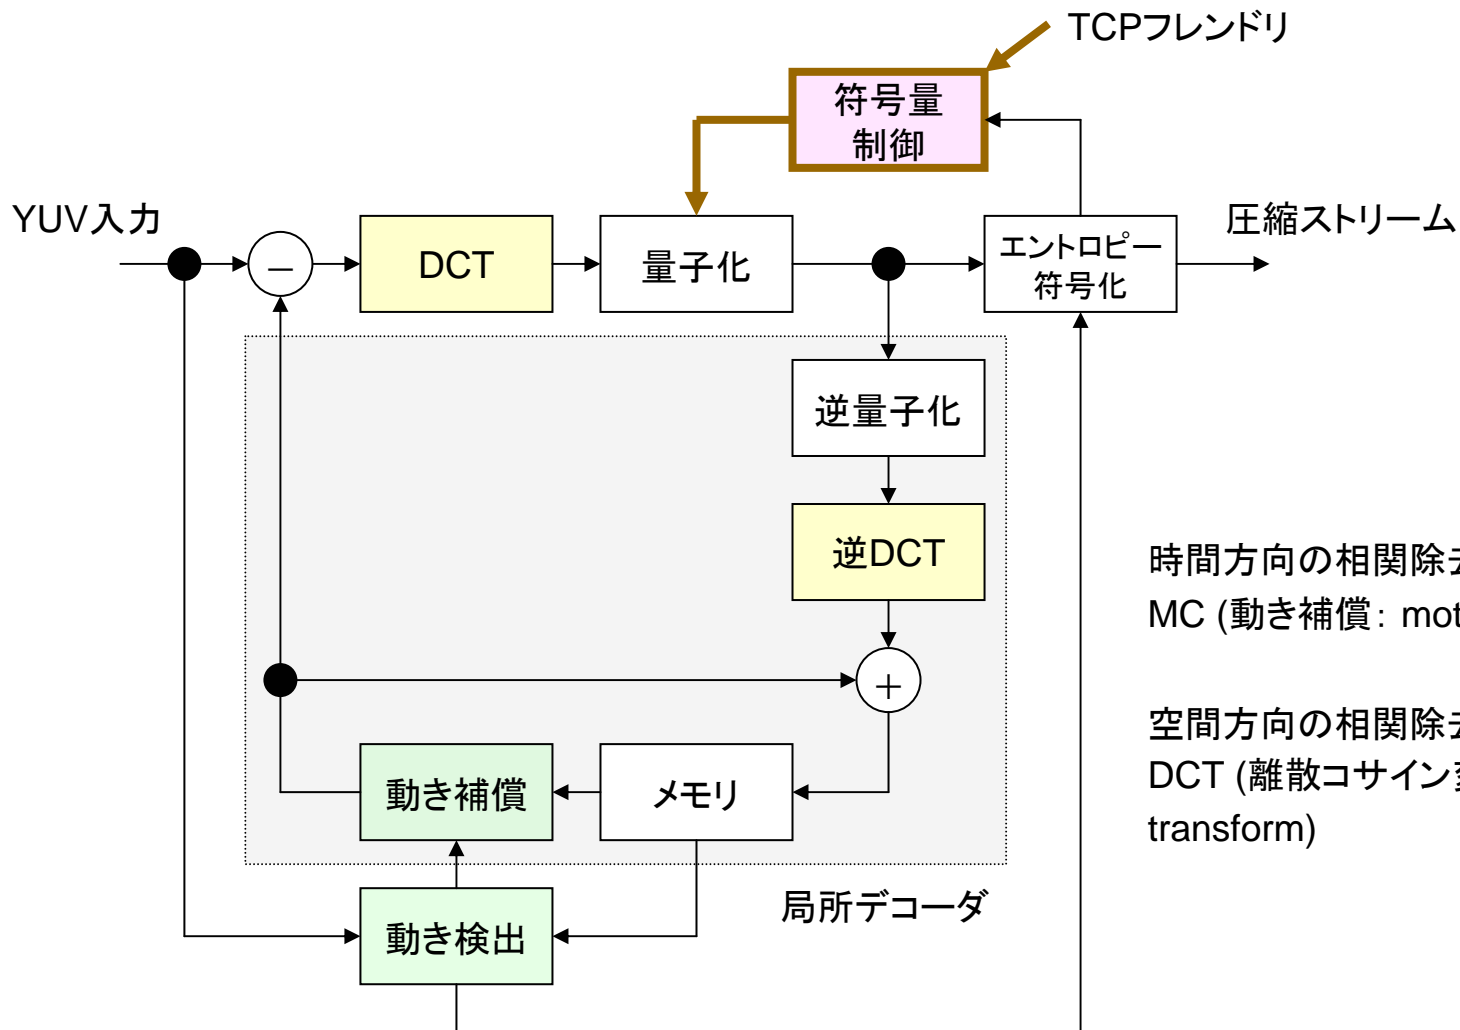 TCPフレンドリ
符号量
制御
YUV入力
−
DCT
量子化
エントロピー
符号化
圧縮ストリーム
逆量子化
逆DCT
時間方向の相関除
MC (動き補償： mot
+
空間方向の相関除
動き補償
メモリ
DCT (離散コサイン
transform)
局所デコーダ
動き検出